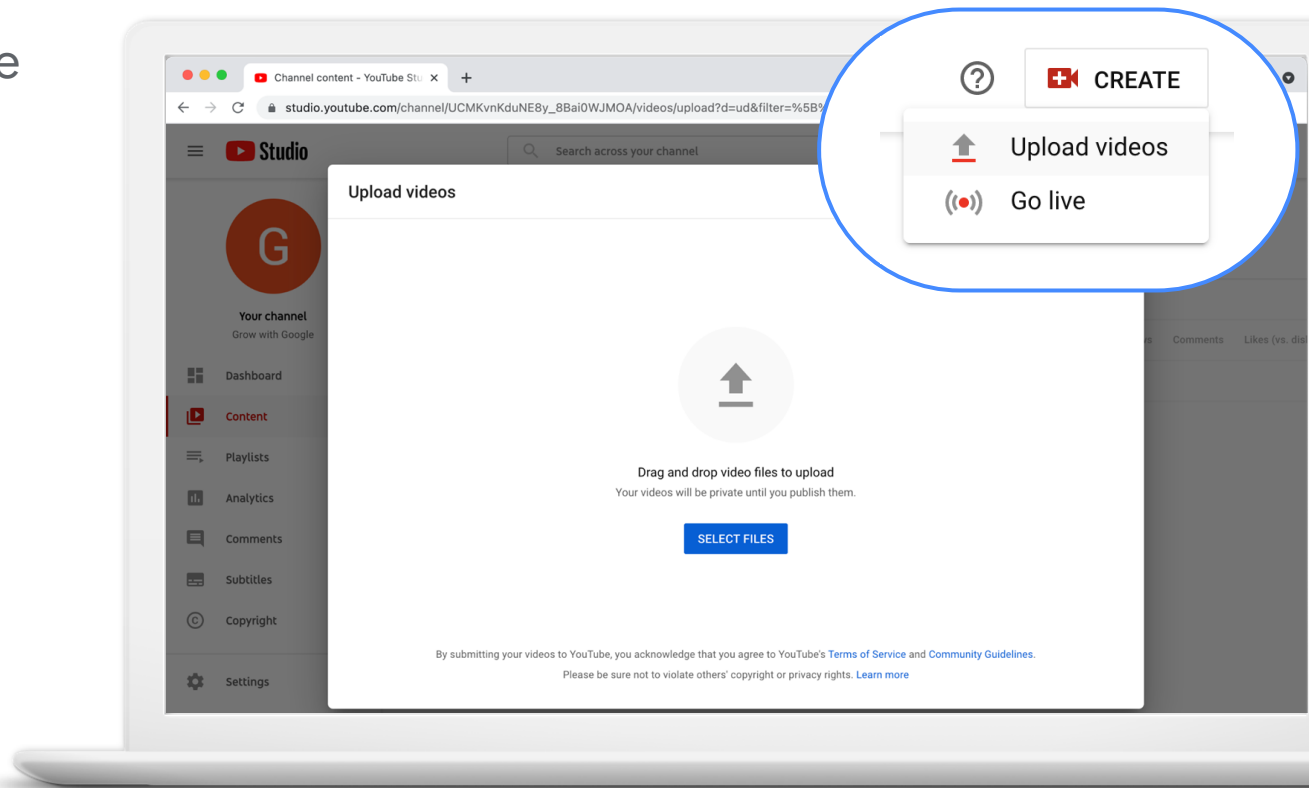 e
Channel content - YouTube Stu
studio.youtube.com/channel/UCMKvnKduNE8y_8Bai0WJMOA/videos/upload?d=ud&filter=%5B%
CREATE
Upload videos
Go live
Studio
Search across your channel
Upload videos
G
Your channel
Grow with Google
Dashboard
Content
Playlists
Analytics
Comments
Subtitles
Copyright
Settings
Comments Likes (vs. dis
Drag and drop video files to upload
Your videos will be private until you publish them.
SELECT FILES
By submitting your videos to YouTube, you acknowledge that you agree to YouTube's Terms of Service and Community Guidelines.
Please be sure not to violate others' copyright or privacy rights. Learn more